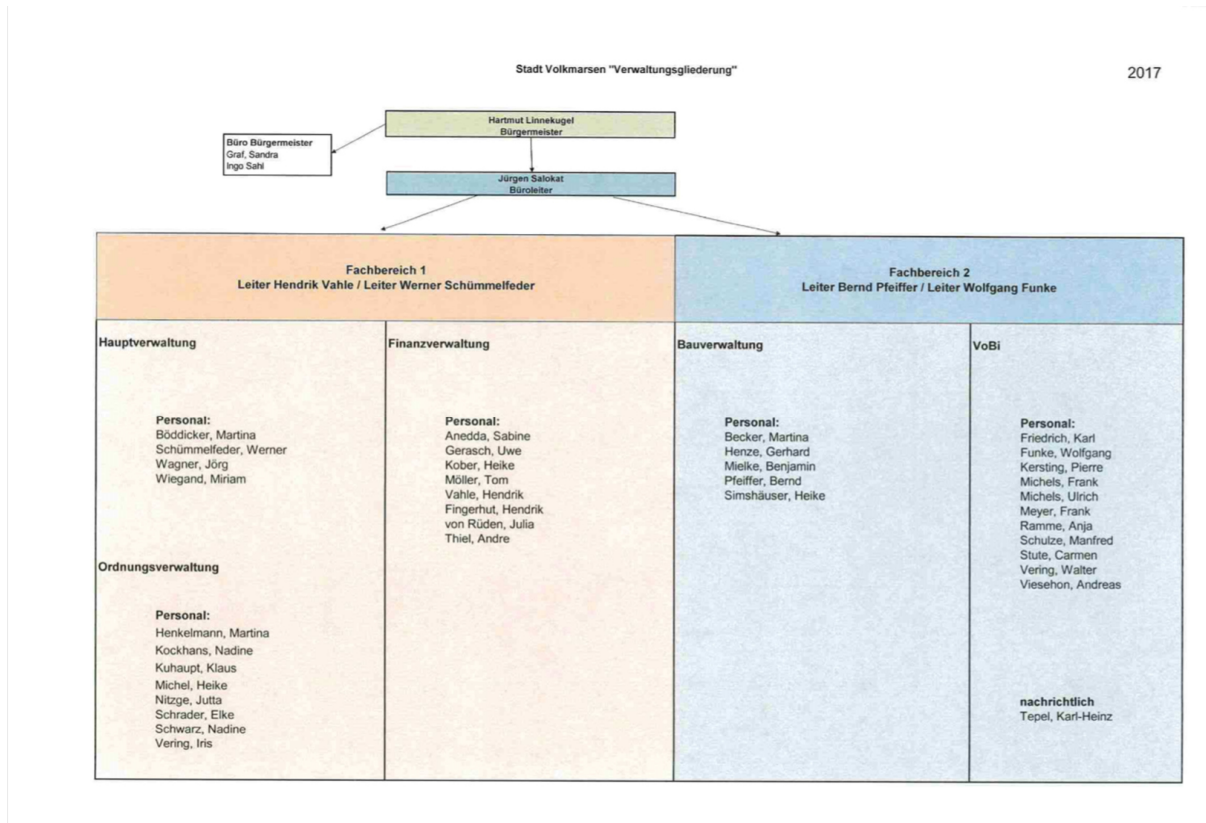 Stadt Volkmarsen "Verwaltungsgliederung"
2017
Hartmut Linnekugel
Bürgermeister
Büro Bürgermeister
Graf, Sandra
Ingo Sahl
Jürgen Salokat
Büroleiter
Fachbereich 1
Leiter Hendrik Vahle / Leiter Werner Schümmelfeder
Fachbereich 2
Leiter Bernd Pfeiffer / Leiter Wolfgang Funke
Hauptverwaltung
Personal:
Böddicker, Martina
Schümmelfeder, Werner
Wagner, Jörg
Wiegand, Miriam
Ordnungsverwaltung
Personal:
Henkelmann, Martina
Kockhans, Nadine
Kuhaupt, Klaus
Michel, Heike
Nitzge, Jutta
Schrader, Elke
Schwarz, Nadine
Vering, Iris
Finanzverwaltung
Personal:
Anedda, Sabine
Gerasch, Uwe
Kober, Heike
Möller, Tom
Vahle, Hendrik
Fingerhut, Hendrik
von Rüden, Julia
Thiel, Andre
Bauverwaltung
Personal:
Becker, Martina
Henze, Gerhard
Mielke, Benjamin
Pfeiffer, Bernd
Simshäuser, Heike
VoBi
Personal:
Friedrich, Karl
Funke, Wolfgang
Kersting, Pierre
Michels, Frank
Michels, Ulrich
Meyer, Frank
Ramme, Anja
Schulze, Manfred
Stute, Carmen
Vering, Walter
Viesehon, Andreas
nachrichtlich
Tepel, Karl-Heinz